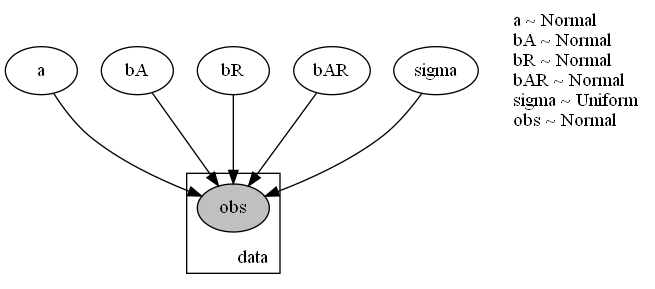 a
bA
bR
bAR
sigma
obs
data
a ~ Normal
bA ~ Normal
bR ~ Normal
bAR ~ Normal
sigma ~ Uniform
obs ~ Normal